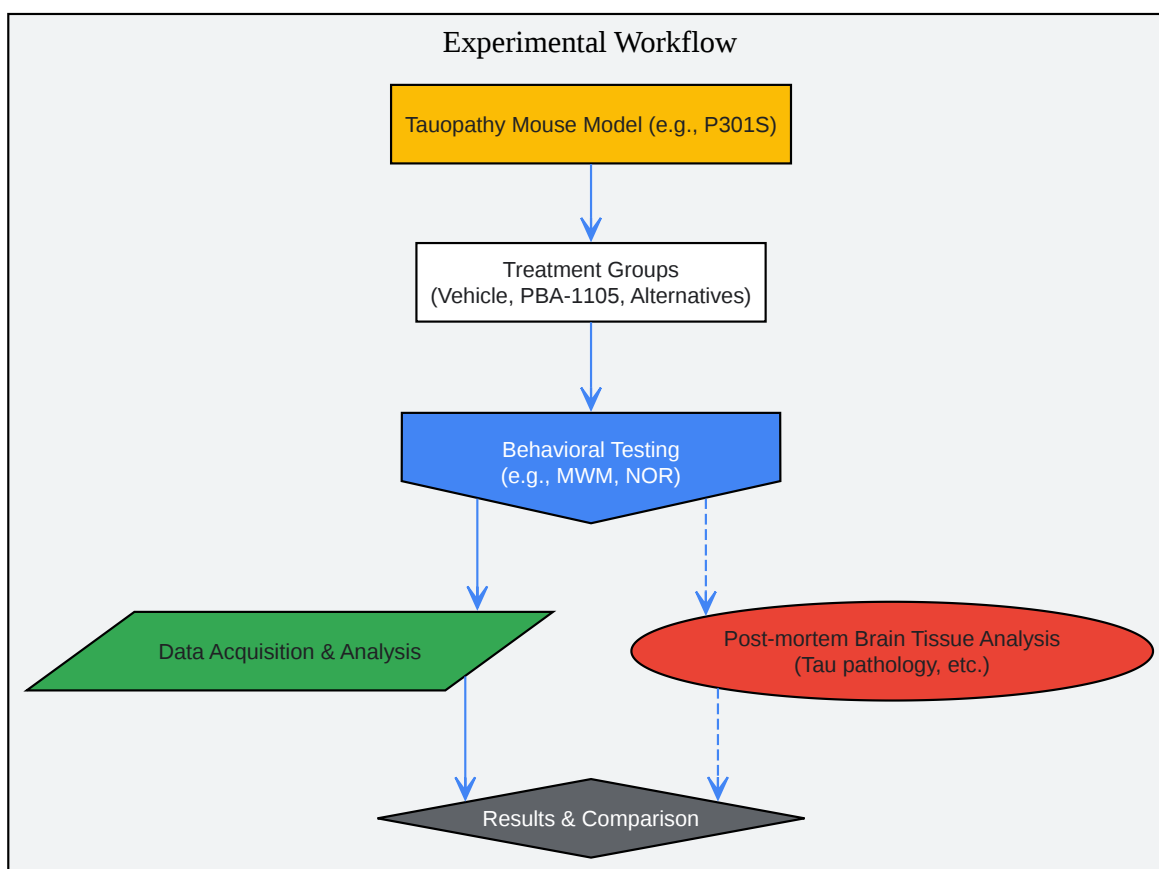 Experimental Workflow
Tauopathy Mouse Model (e.g., P301S)
Treatment Groups
(Vehicle, PBA-1105, Alternatives)
Behavioral Testing
(e.g., MWM, NOR)
Data Acquisition & Analysis
Post-mortem Brain Tissue Analysis
(Tau pathology, etc.)
Results & Comparison